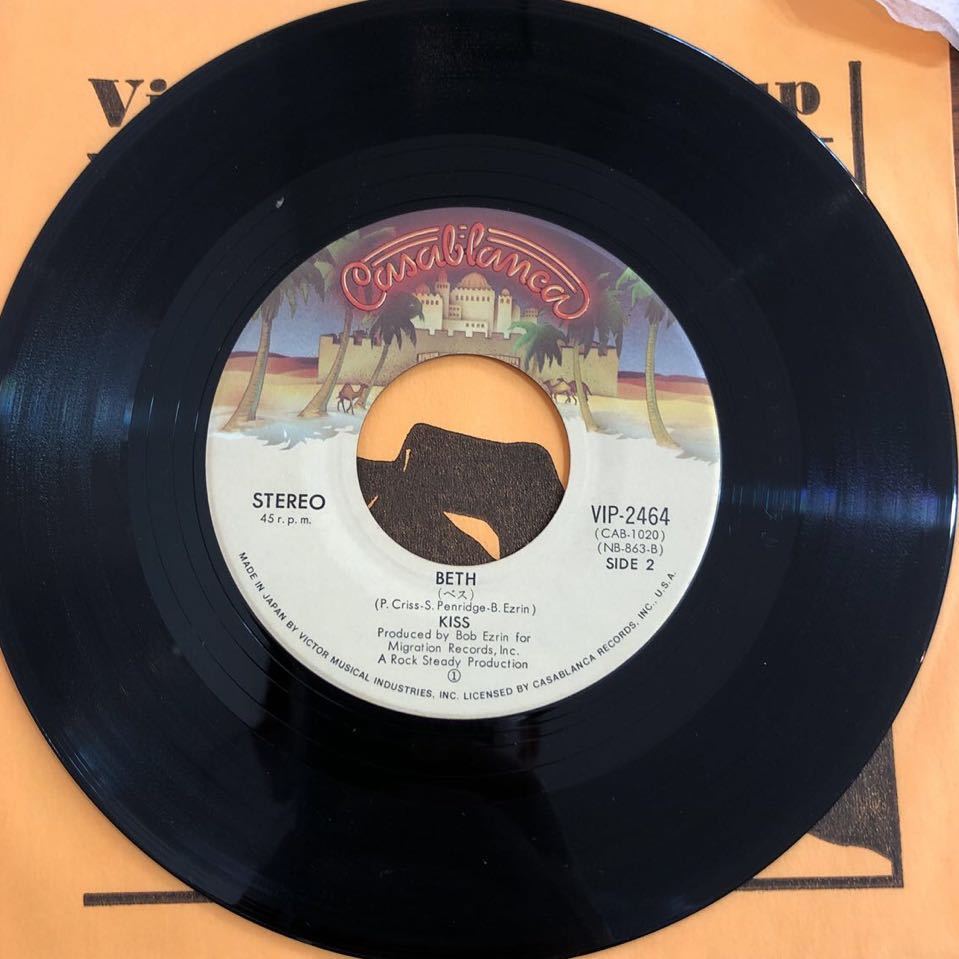 Casablanca
STEREO
45 r.p.m.
VIP-2464
(CAB-1020)
(NB-863-B)
SIDE 2
BETH
(ベス)
(P. Criss-S. Penridge-B. Ezrin)
KISS
Produced by Bob Ezrin for
Migration Records, Inc.
A Rock Steady Production
①
MADE IN JAPAN BY VICTOR MUSICAL INDUSTRIES, INC. LICENSED BY CASABLANCA RECORDS, INC., U.S.A.